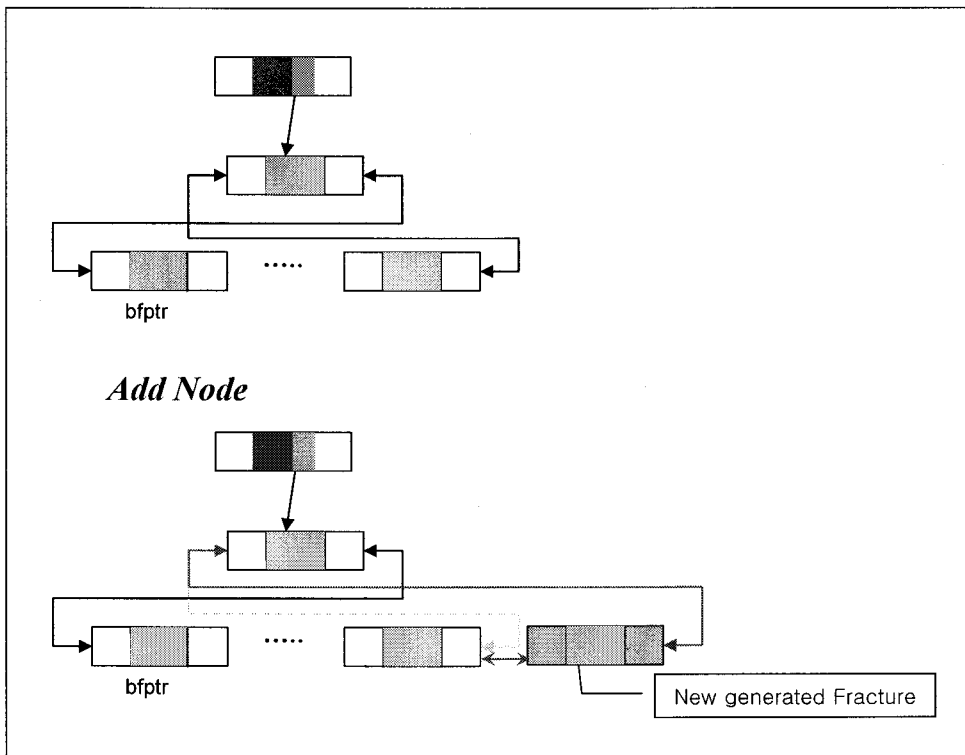 .....
bfptr
Add Node
.....
bfptr
New generated Fracture